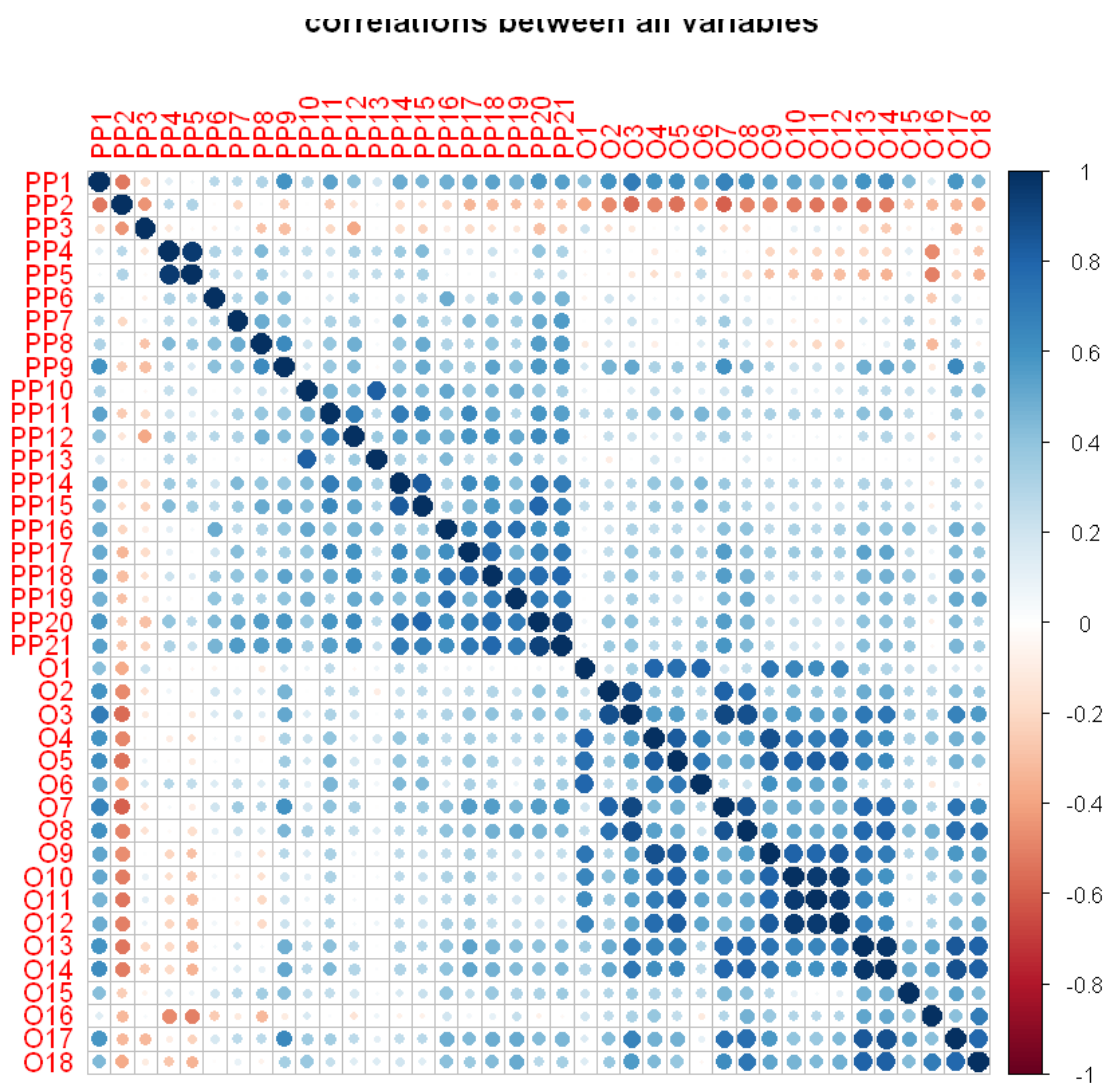 correlations between all variables
PP1
PP2
PP3
PP4
PP5
PP6
PP7
PP8
PP9
PP10
PP11
PP12
PP13
PP14
PP15
PP16
PP17
PP18
PP19
PP20
PP21
O1
O2
O3
O4
O5
O6
O7
O8
O9
O10
O11
O12
O13
O14
O15
O16
O17
O18
PP1
PP2
PP3
PP4
PP5
PP6
PP7
PP8
PP9
PP10
PP11
PP12
PP13
PP14
PP15
PP16
PP17
PP18
PP19
PP20
PP21
O1
O2
O3
O4
O5
O6
O7
O8
O9
O10
O11
O12
O13
O14
O15
O16
O17
O18
1
0.8
0.6
0.4
0.2
0
-0.2
-0.4
-0.6
-0.8
-1